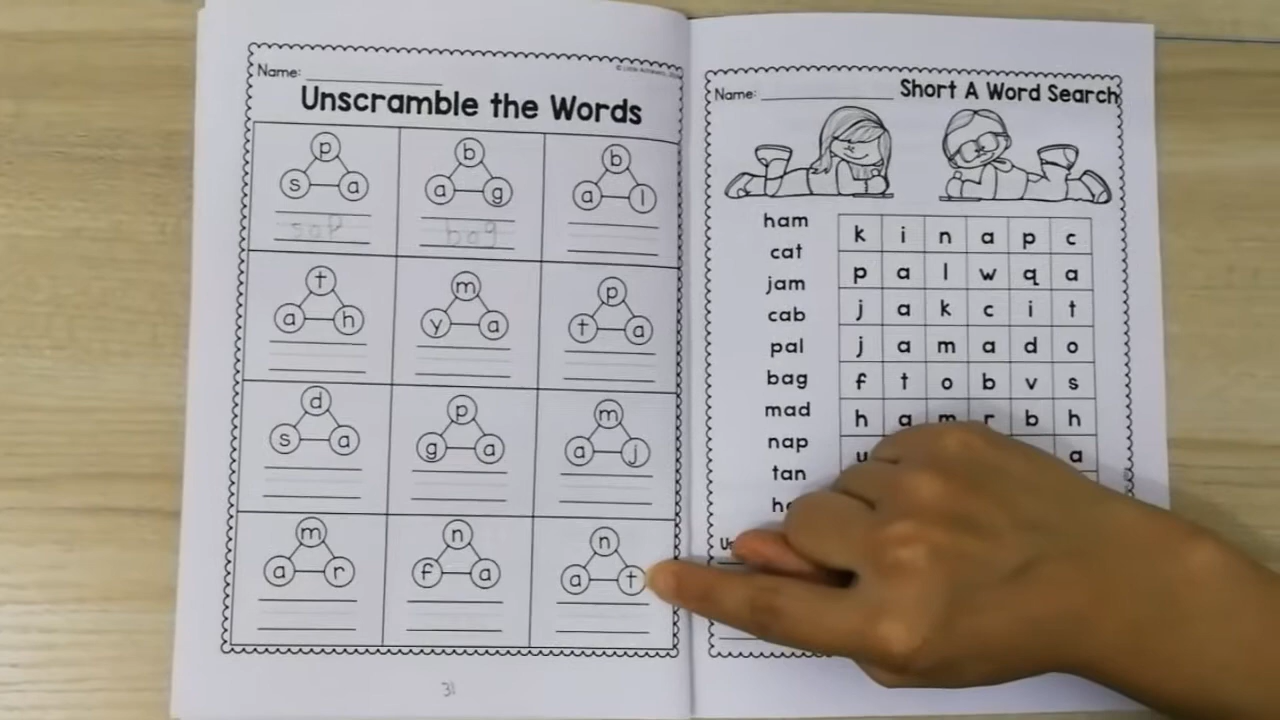 Name:
Unscramble the Words
p
s a
sap
b
a g
bag
b
a l
t
a h
m
y a
p
t a
d
s a
p
g a
m
a j
m
a r
n
f a
n
a t
31
Name:
Short A Word Search
ham
cat
jam
cab
pal
bag
mad
nap
tan
k i n a p c
p a l w q a
j a k c i t
j a m a d o
f t o b v s
h a m r b h
u a